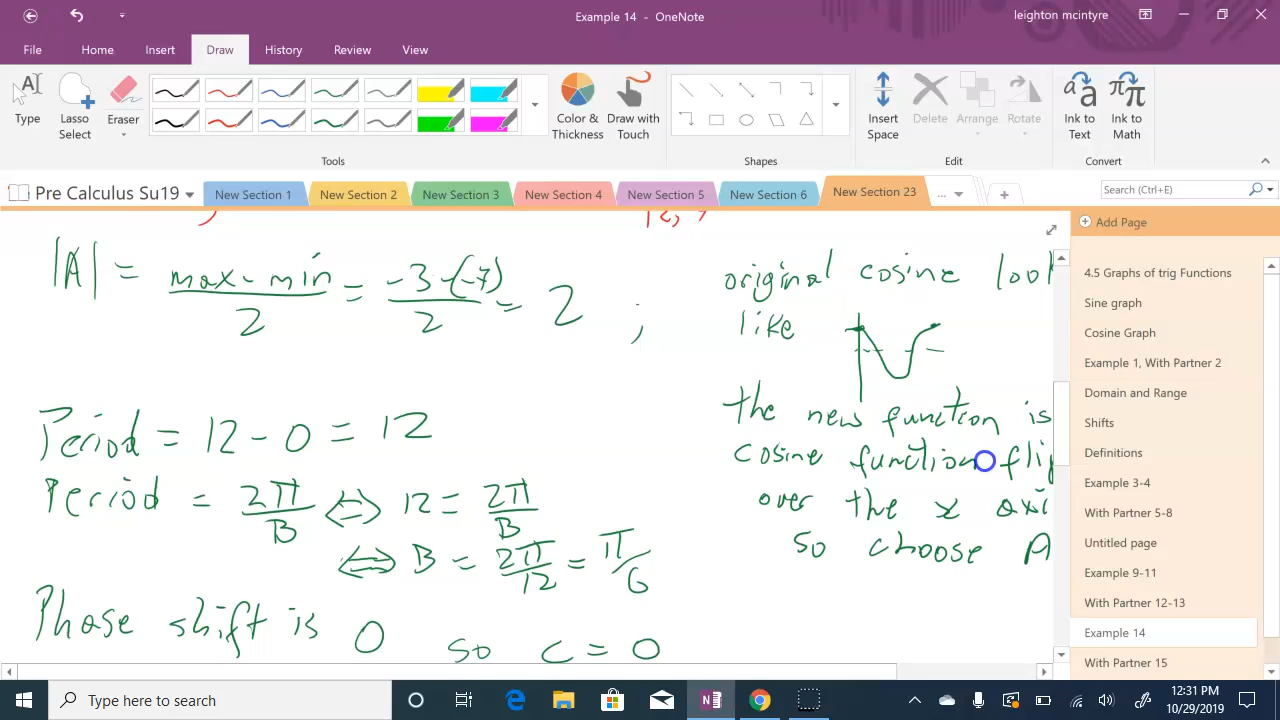 Example 14 - OneNote
leighton mcintyre
File Home Insert Draw History Review View
Type
Lasso Select
Eraser
Color & Thickness
Draw with Touch
Insert Space
Delete
Arrange
Rotate
Ink to Text
Ink to Math
Tools
Shapes
Edit
Convert
Pre Calculus Su19
New Section 1
New Section 2
New Section 3
New Section 4
New Section 5
New Section 6
New Section 23
...
Search (Ctrl+E)
|A| = max - min / 2 = -3 - (-7) / 2 = 2 ;
Period = 12 - 0 = 12
Period = 2π/B ⟺ 12 = 2π/B
⟺ B = 2π/12 = π/6
Phase shift is 0 so C = 0
original cosine look
like
the new function is
cosine function flip
over the x axi
so choose A
Add Page
4.5 Graphs of trig Functions
Sine graph
Cosine Graph
Example 1, With Partner 2
Domain and Range
Shifts
Definitions
Example 3-4
With Partner 5-8
Untitled page
Example 9-11
With Partner 12-13
Example 14
With Partner 15
Type here to search
12:31 PM
10/29/2019